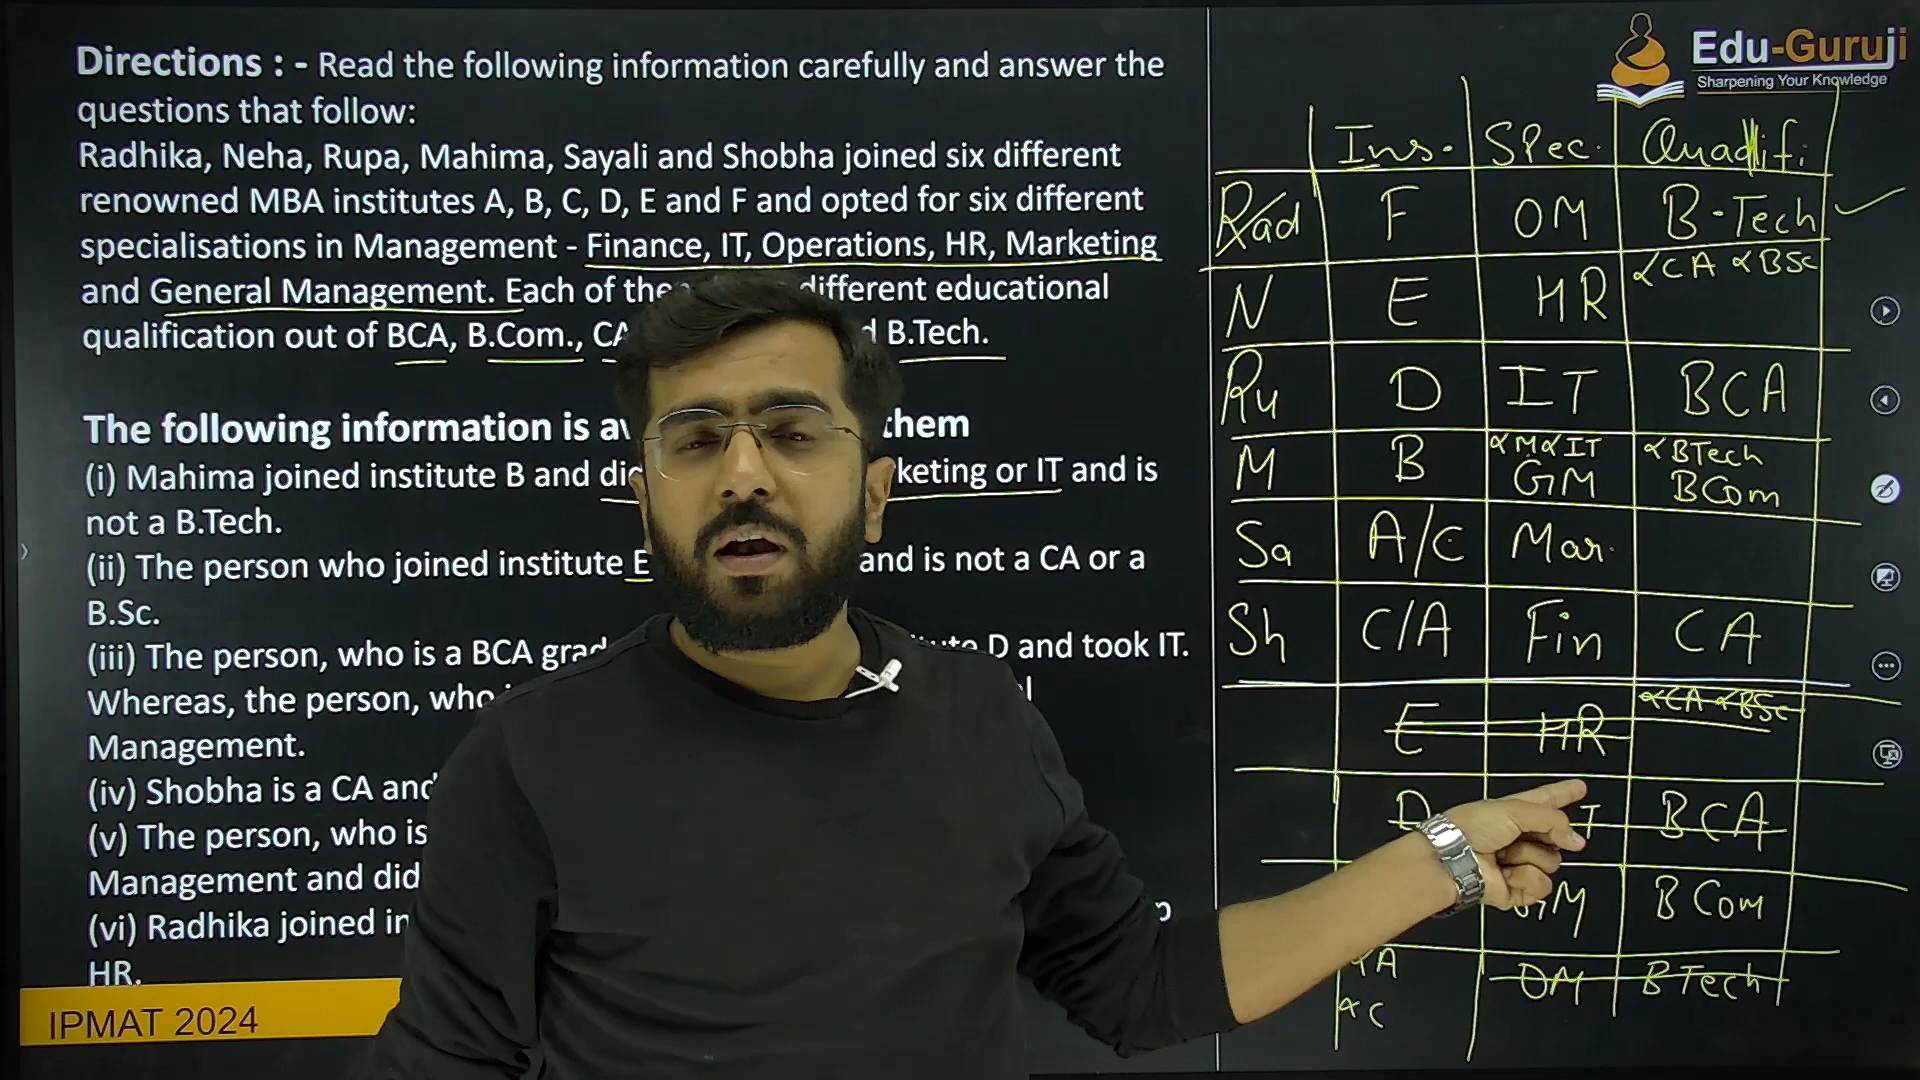 Directions : - Read the following information carefully and answer the
questions that follow:
Radhika, Neha, Rupa, Mahima, Sayali and Shobha joined six different
renowned MBA institutes A, B, C, D, E and F and opted for six different
specialisations in Management - Finance, IT, Operations, HR, Marketing
and General Management. Each of different educational
qualification out of BCA, B.Com., B.Tech.
The following information is them
(i) Mahima joined institute B and or IT and is
not a B.Tech.
(ii) The person who joined institute E and is not a CA or a
B.Sc.
(iii) The person, who is a BCA D and took IT.
Whereas, the person, who
Management.
(iv) Shobha is a CA and
(v) The person, who is
Management and did
(vi) Radhika joined
HR.
IPMAT 2024
Edu-Guruji
Sharpening Your Knowledge
Ins. Spec. Qualifi.
Rad F OM B-Tech
N E HR ×CA ×BSc
Ru D IT BCA
M B ×M ×IT GM ×BTech BCom
Sa A/C Mar.
Sh C/A Fin CA
E HR ×CA ×BSc
D BCA
GM BCom
×A ×C OM BTech